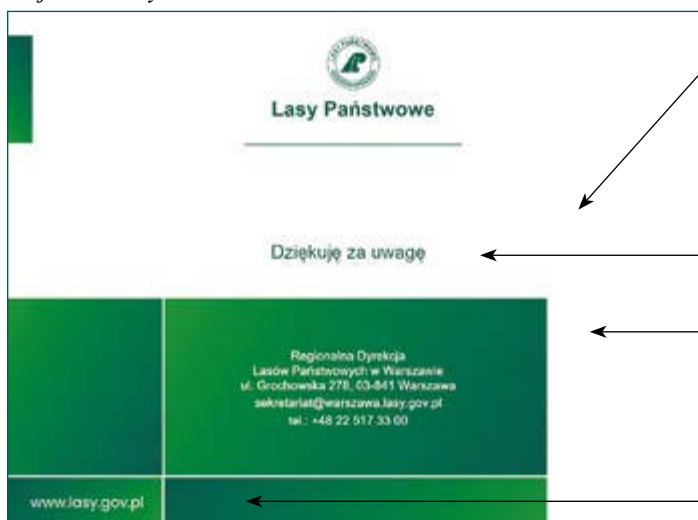 Lasy Państwowe
Dziękuję za uwagę
Regionalna Dyrekcja
Lasów Państwowych w Warszawie
ul. Grochowska 278, 03-841 Warszawa
sekretariat@warszawa.lasy.gov.pl
tel.: +48 22 517 33 00
www.lasy.gov.pl